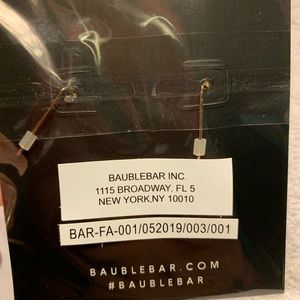 BAUBLEBAR INC.
1115 BROADWAY, FL 5
NEW YORK,NY 10010
BAR-FA-001/052019/003/001
BAUBLEBAR.COM
#BAUBLEBAR